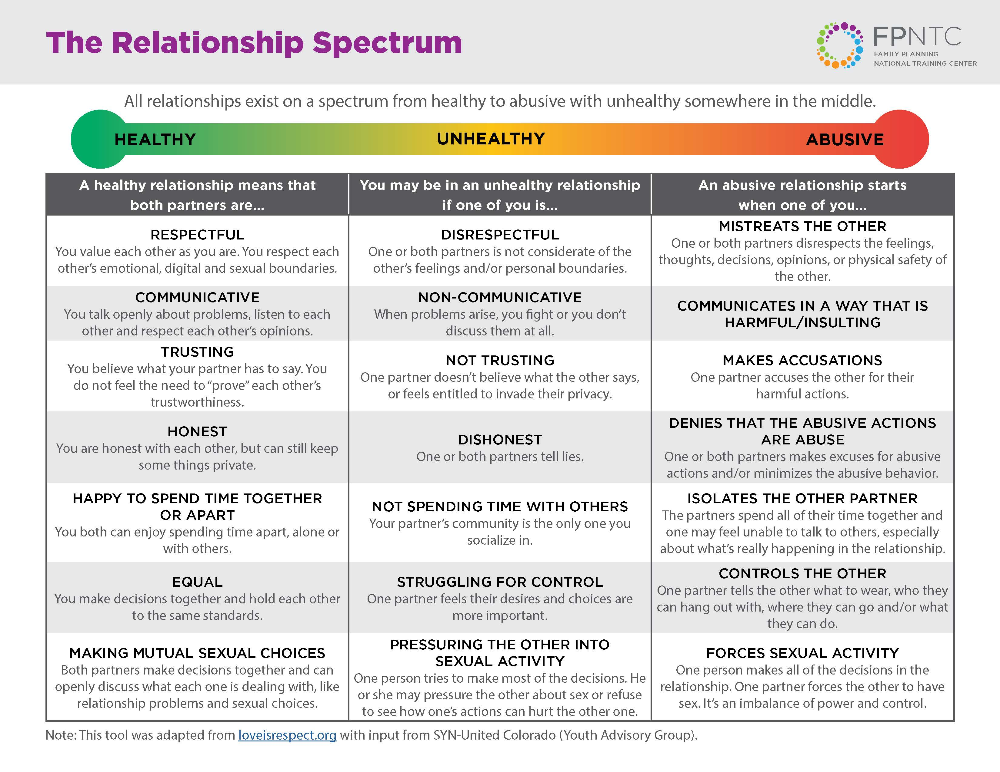 The Relationship Spectrum
FPNTC
FAMILY PLANNING
NATIONAL TRAINING CENTER
All relationships exist on a spectrum from healthy to abusive with unhealthy somewhere in the middle.
HEALTHY
UNHEALTHY
ABUSIVE
A healthy relationship means that
both partners are...
You may be in an unhealthy relationship
if one of you is...
An abusive relationship starts
when one of you...
RESPECTFUL
You value each other as you are. You respect each
other’s emotional, digital and sexual boundaries.
DISRESPECTFUL
One or both partners is not considerate of the
other’s feelings and/or personal boundaries.
MISTREATS THE OTHER
One or both partners disrespects the feelings,
thoughts, decisions, opinions, or physical safety of
the other.
COMMUNICATIVE
You talk openly about problems, listen to each
other and respect each other’s opinions.
NON-COMMUNICATIVE
When problems arise, you fight or you don’t
discuss them at all.
COMMUNICATES IN A WAY THAT IS
HARMFUL/INSULTING
TRUSTING
You believe what your partner has to say. You
do not feel the need to “prove” each other’s
trustworthiness.
NOT TRUSTING
One partner doesn’t believe what the other says,
or feels entitled to invade their privacy.
MAKES ACCUSATIONS
One partner accuses the other for their
harmful actions.
HONEST
You are honest with each other, but can still keep
some things private.
DISHONEST
One or both partners tell lies.
DENIES THAT THE ABUSIVE ACTIONS
ARE ABUSE
One or both partners makes excuses for abusive
actions and/or minimizes the abusive behavior.
HAPPY TO SPEND TIME TOGETHER
OR APART
You both can enjoy spending time apart, alone or
with others.
NOT SPENDING TIME WITH OTHERS
Your partner’s community is the only one you
socialize in.
ISOLATES THE OTHER PARTNER
The partners spend all of their time together and
one may feel unable to talk to others, especially
about what’s really happening in the relationship.
EQUAL
You make decisions together and hold each other
to the same standards.
STRUGGLING FOR CONTROL
One partner feels their desires and choices are
more important.
CONTROLS THE OTHER
One partner tells the other what to wear, who they
can hang out with, where they can go and/or what
they can do.
MAKING MUTUAL SEXUAL CHOICES
Both partners make decisions together and can
openly discuss what each one is dealing with, like
relationship problems and sexual choices.
PRESSURING THE OTHER INTO
SEXUAL ACTIVITY
One person tries to make most of the decisions. He
or she may pressure the other about sex or refuse
to see how one’s actions can hurt the other one.
FORCES SEXUAL ACTIVITY
One person makes all of the decisions in the
relationship. One partner forces the other to have
sex. It’s an imbalance of power and control.
Note: This tool was adapted from loveisrespect.org with input from SYN-United Colorado (Youth Advisory Group).